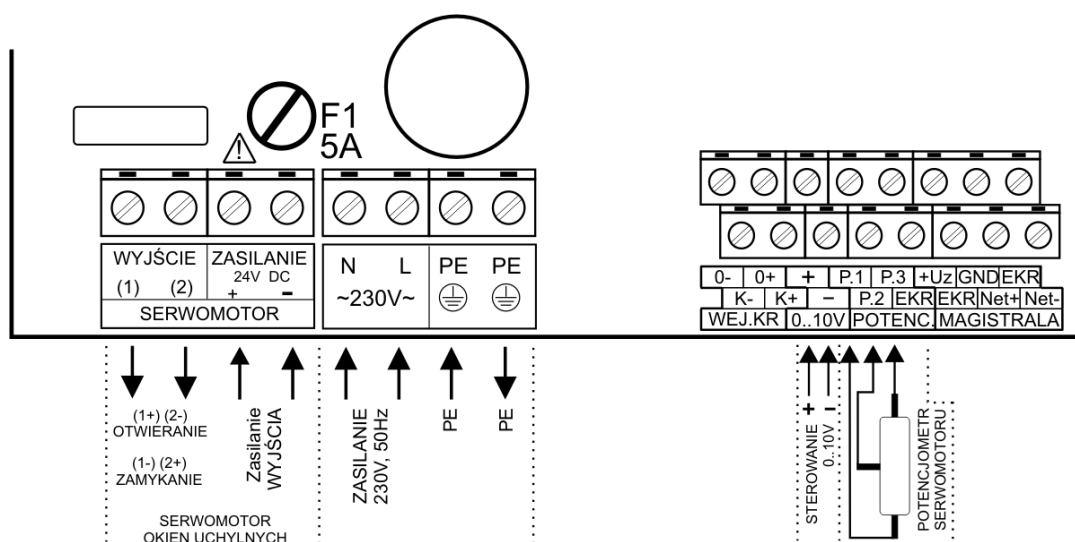 F1
5A
WYJŚCIE
(1) (2)
ZASILANIE
24V DC
+ -
SERWOMOTOR
N L
~230V~
PE PE
0- 0+ + P.1 P.3 +Uz GND EKR
K- K+ - P.2 EKR EKR Net+ Net-
WEJ.KR 0..10V POTENC. MAGISTRALA
(1+) (2-)
OTWIERANIE
(1-) (2+)
ZAMYKANIE
Zasilanie
WYJŚCIA
ZASILANIE
230V, 50Hz
PE
PE
SERWOMOTOR
OKIEN UCHYLNYCH
STEROWANIE +
0..10V -
POTENCJOMETR
SERWOMOTORU